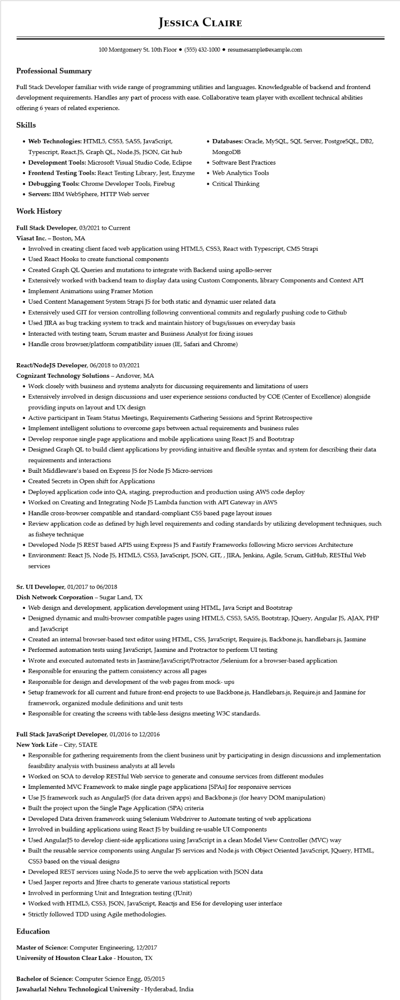 Jessica Claire
100 Montgomery St. 10th Floor ● (555) 432-1000 ● resumesample@example.com
Professional Summary
Full Stack Developer familiar with wide range of programming utilities and languages. Knowledgeable of backend and frontend
development requirements. Handles any part of process with ease. Collaborative team player with excellent technical abilities
offering 6 years of related experience.
Skills
• Web Technologies: HTML5, CSS3, SASS, JavaScript,
Typescript, React.JS, Graph QL, Node.JS, JSON, Git hub
• Development Tools: Microsoft Visual Studio Code, Eclipse
• Frontend Testing Tools: React Testing Library, Jest, Enzyme
• Debugging Tools: Chrome Developer Tools, Firebug
• Servers: IBM WebSphere, HTTP Web server
• Databases: Oracle, MySQL, SQL Server, PostgreSQL, DB2,
MongoDB
• Software Best Practices
• Web Analytics Tools
• Critical Thinking
Work History
Full Stack Developer, 03/2021 to Current
Viasat Inc. – Boston, MA
• Involved in creating client faced web application using HTML5, CSS3, React with Typescript, CMS Strapi
• Used React Hooks to create functional components
• Created Graph QL Queries and mutations to integrate with Backend using apollo-server
• Extensively worked with backend team to display data using Custom Components, library Components and Context API
• Implement Animations using Framer Motion
• Used Content Management System Strapi JS for both static and dynamic user related data
• Extensively used GIT for version controlling following conventional commits and regularly pushing code to Github
• Used JIRA as bug tracking system to track and maintain history of bugs/issues on everyday basis
• Interacted with testing team, Scrum master and Business Analyst for fixing issues
• Handle cross browser/platform compatibility issues (IE, Safari and Chrome)
React/NodeJS Developer, 06/2018 to 03/2021
Cognizant Technology Solutions – Andover, MA
• Work closely with business and systems analysts for discussing requirements and limitations of users
• Extensively involved in design discussions and user experience sessions conducted by COE (Center of Excellence) alongside
providing inputs on layout and UX design
• Active participant in Team Status Meetings, Requirements Gathering Sessions and Sprint Retrospective
• Implement intelligent solutions to overcome gaps between actual requirements and business rules
• Develop response single page applications and mobile applications using React JS and Bootstrap
• Designed Graph QL to build client applications by providing intuitive and flexible syntax and system for describing their data
requirements and interactions
• Built Middleware's based on Express JS for Node JS Micro-services
• Created Secrets in Open shift for Applications
• Deployed application code into QA, staging, preproduction and production using AWS code deploy
• Worked on Creating and Integrating Node JS Lambda function with API Gateway in AWS
• Handle cross-browser compatible and standard-compliant CSS based page layout issues
• Review application code as defined by high level requirements and coding standards by utilizing development techniques, such
as fisheye technique
• Developed Node JS REST based APIS using Express JS and Fastify Frameworks following Micro services Architecture
• Environment: React JS, Node JS, HTML5, CSS3, JavaScript, JSON, GIT, , JIRA, Jenkins, Agile, Scrum, GitHub, RESTful Web
services
Sr. UI Developer, 01/2017 to 06/2018
Dish Network Corporation – Sugar Land, TX
• Web design and development, application development using HTML, Java Script and Bootstrap
• Designed dynamic and multi-browser compatible pages using HTML5, CSS3, SASS, Bootstrap, JQuery, Angular JS, AJAX, PHP
and JavaScript
• Created an internal browser-based text editor using HTML, CSS, JavaScript, Require.js, Backbone.js, handlebars.js, Jasmine
• Performed automation tests using JavaScript, Jasmine and Protractor to perform UI testing
• Wrote and executed automated tests in Jasmine/JavaScript/Protractor /Selenium for a browser-based application
• Responsible for ensuring the pattern consistency across all pages
• Responsible for design and development of the web pages from mock- ups
• Setup framework for all current and future front-end projects to use Backbone.js, Handlebars.js, Require.js and Jasmine for
framework, organized module definitions and unit tests
• Responsible for creating the screens with table-less designs meeting W3C standards.
Full Stack JavaScript Developer, 01/2016 to 12/2016
New York Life – City, STATE
• Responsible for gathering requirements from the client business unit by participating in design discussions and implementation
feasibility analysis with business analysts at all levels
• Worked on SOA to develop RESTful Web service to generate and consume services from different modules
• Implemented MVC Framework to make single page applications [SPAs] for responsive services
• Use JS framework such as AngularJS (for data driven apps) and Backbone.js (for heavy DOM manipulation)
• Built the project upon the Single Page Application (SPA) criteria
• Developed Data driven framework using Selenium Webdriver to Automate testing of web applications
• Involved in building applications using React JS by building re-usable UI Components
• Used AngularJS to develop client-side applications using JavaScript in a clean Model View Controller (MVC) way
• Built the reusable service components using Angular JS services and Node.js with Object Oriented JavaScript, JQuery, HTML,
CSS3 based on the visual designs
• Developed REST services using Node.JS to serve the web application with JSON data
• Used Jasper reports and Jfree charts to generate various statistical reports
• Involved in performing Unit and Integration testing (JUnit)
• Worked with HTML5, CSS3, JSON, JavaScript, Reactjs and ES6 for developing user interface
• Strictly followed TDD using Agile methodologies.
Education
Master of Science: Computer Engineering, 12/2017
University of Houston Clear Lake - Houston, TX
Bachelor of Science: Computer Science Engg, 05/2015
Jawaharlal Nehru Technological University - Hyderabad, India